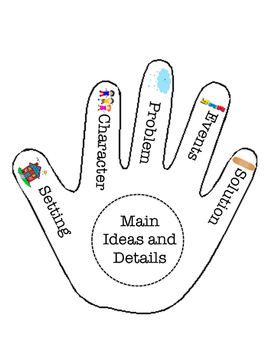 Setting
Character
Problem
Events
Solution
Main
Ideas and
Details